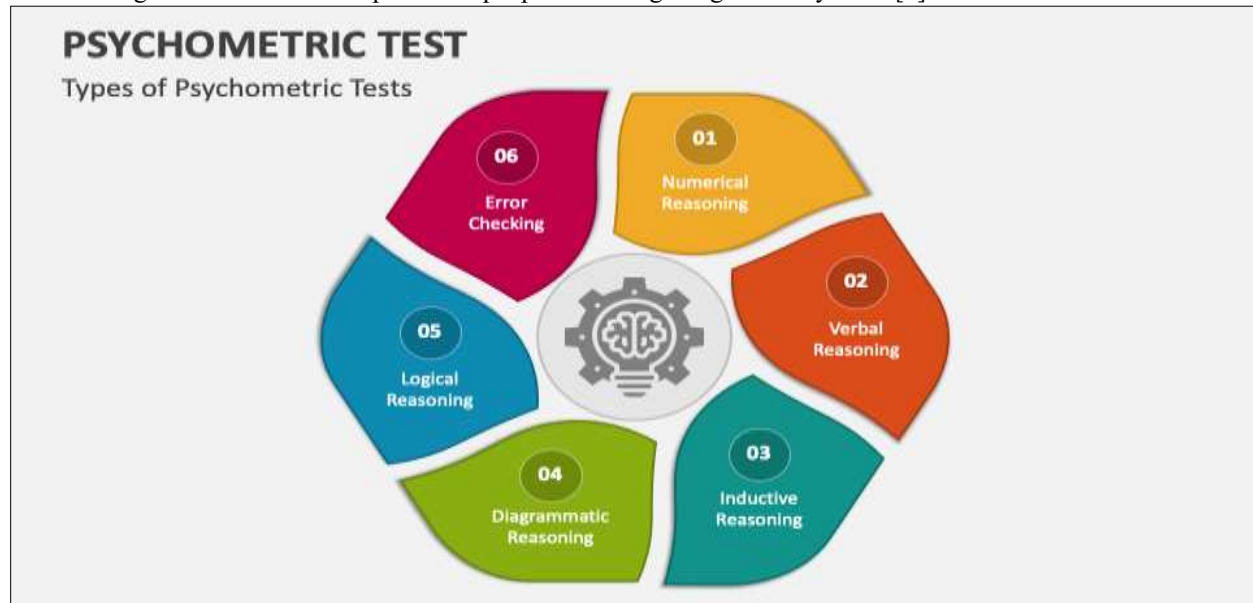 PSYCHOMETRIC TEST
Types of Psychometric Tests
01
Numerical
Reasoning
02
Verbal
Reasoning
03
Inductive
Reasoning
04
Diagrammatic
Reasoning
05
Logical
Reasoning
06
Error
Checking